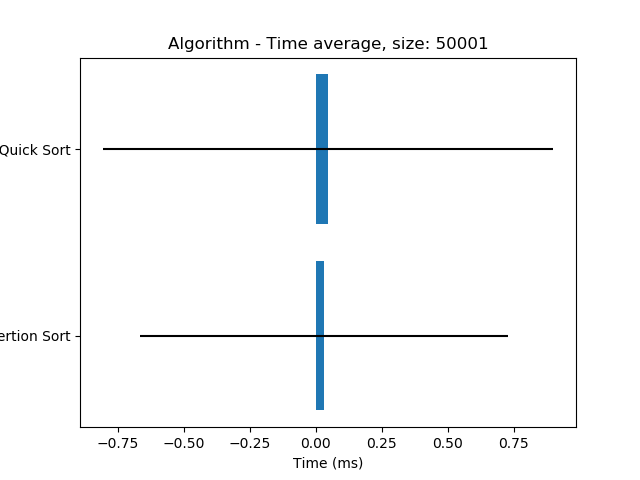 Algorithm - Time average, size: 50001
Quick Sort
ertion Sort
−0.75 −0.50 −0.25 0.00 0.25 0.50 0.75
Time (ms)